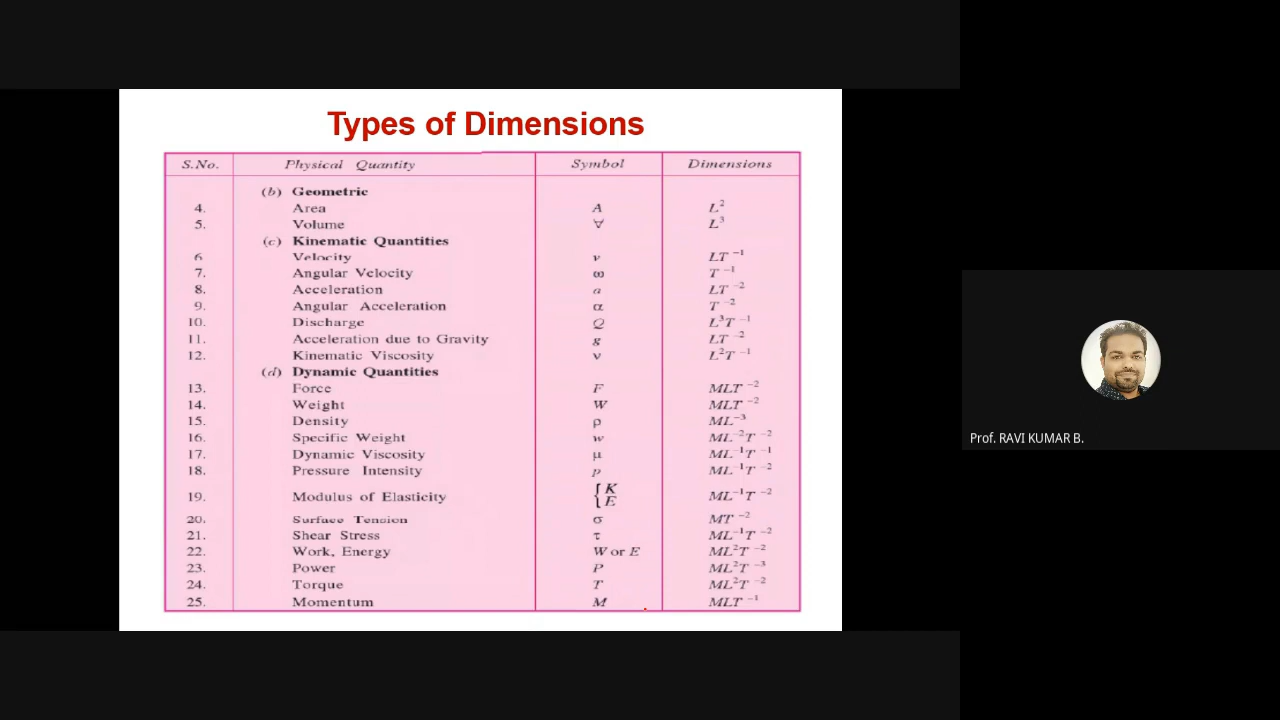 Types of Dimensions
S.No. Physical Quantity Symbol Dimensions
(b) Geometric
4. Area A L²
5. Volume ∀ L³
(c) Kinematic Quantities
6 Velocity v LT⁻¹
7. Angular Velocity ω T⁻¹
8. Acceleration a LT⁻²
9. Angular Acceleration α T⁻²
10. Discharge Q L³T⁻¹
11. Acceleration due to Gravity g LT⁻²
12. Kinematic Viscosity ν L²T⁻¹
(d) Dynamic Quantities
13. Force F MLT⁻²
14. Weight W MLT⁻²
15. Density ρ ML⁻³
16. Specific Weight w ML⁻²T⁻²
17. Dynamic Viscosity μ ML⁻¹T⁻¹
18. Pressure Intensity p ML⁻¹T⁻²
19. Modulus of Elasticity {K E ML⁻¹T⁻²
20. Surface Tension σ MT⁻²
21. Shear Stress τ ML⁻¹T⁻²
22. Work, Energy W or E ML²T⁻²
23. Power P ML²T⁻³
24. Torque T ML²T⁻²
25. Momentum M MLT⁻¹
Prof. RAVI KUMAR B.